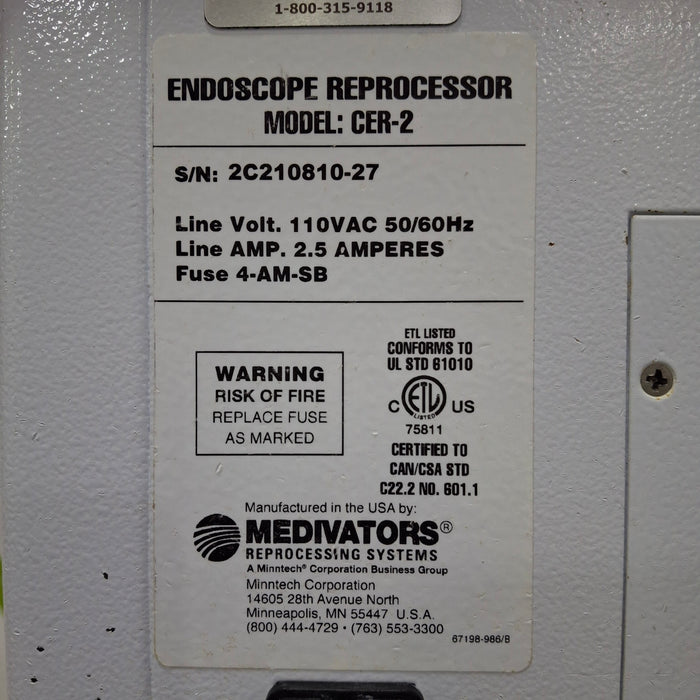 1-800-315-9118
ENDOSCOPE REPROCESSOR
MODEL: CER-2
S/N: 2C210810-27
Line Volt. 110VAC 50/60Hz
Line AMP. 2.5 AMPERES
Fuse 4-AM-SB
WARNING
RISK OF FIRE
REPLACE FUSE
AS MARKED
ETL LISTED
CONFORMS TO
UL STD 61010
C ETL US
LISTED
75811
CERTIFIED TO
CAN/CSA STD
C22.2 NO. 601.1
Manufactured in the USA by:
MEDIVATORS®
REPROCESSING SYSTEMS
A Minntech® Corporation Business Group
Minntech Corporation
14605 28th Avenue North
Minneapolis, MN 55447 U.S.A.
(800) 444-4729 • (763) 553-3300
67198-986/B